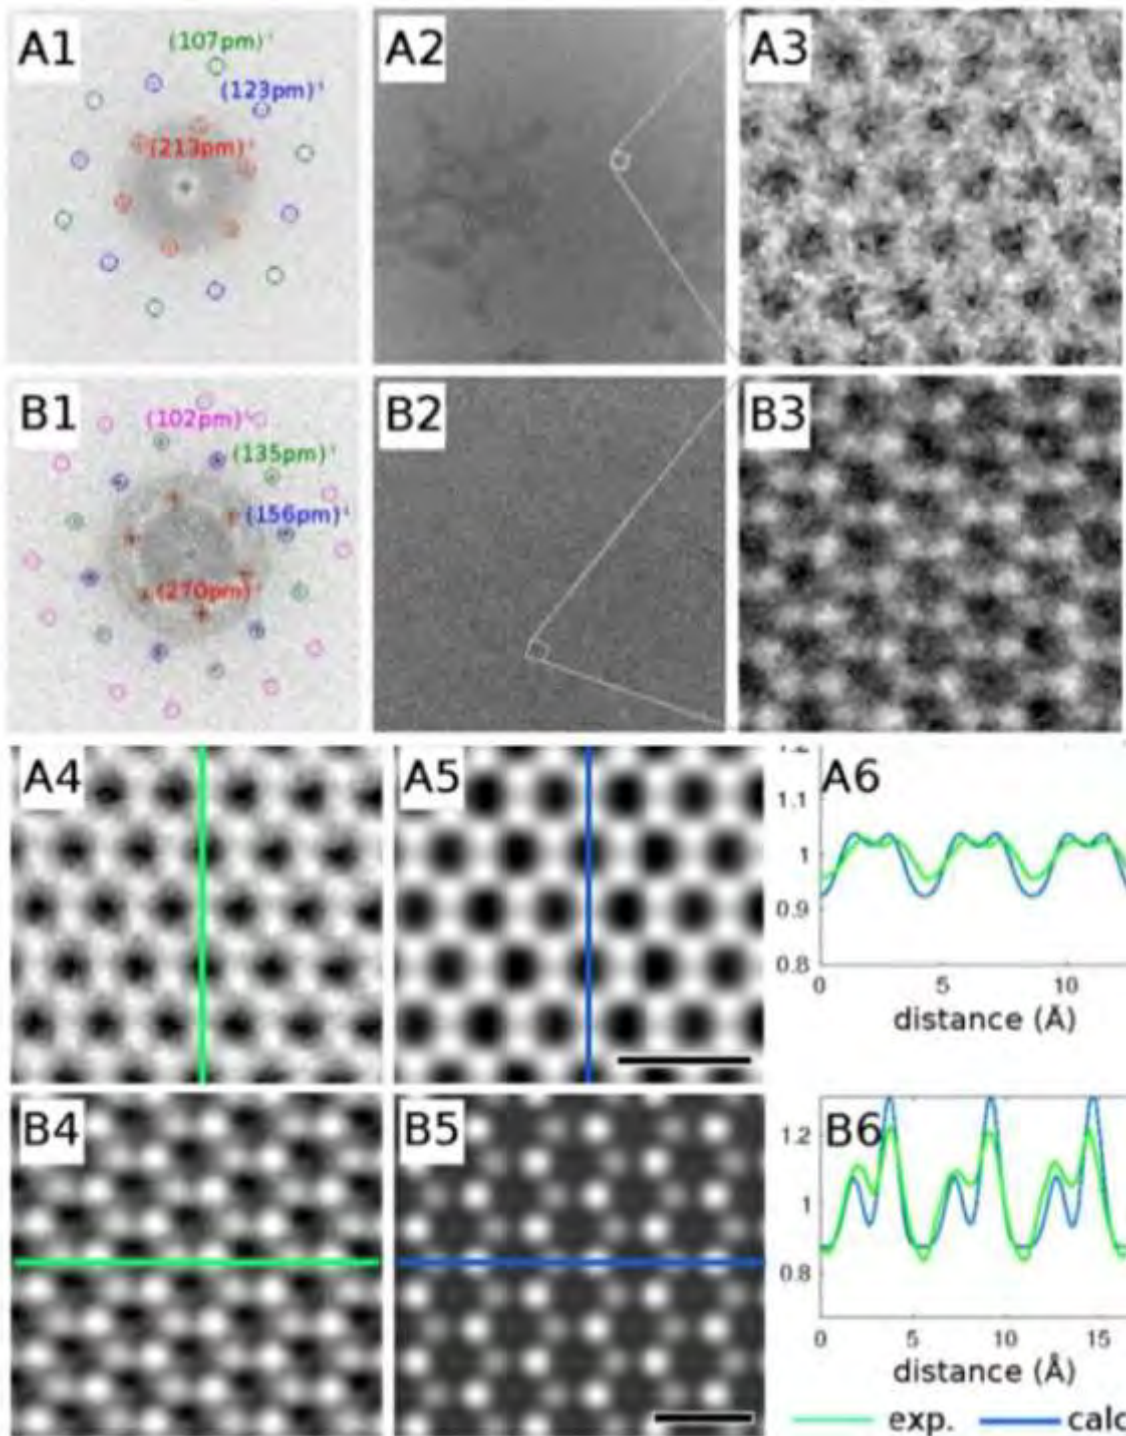 A1
(107pm)⁻¹
(123pm)⁻¹
(213pm)⁻¹
A2
A3
B1
(102pm)⁻¹
(135pm)⁻¹
(156pm)⁻¹
(270pm)⁻¹
B2
B3
A4
A5
A6
1.1
1
0.9
0.8
0 5 10
distance (Å)
B4
B5
B6
1.2
1
0.8
0 5 10 15
distance (Å)
exp. calc